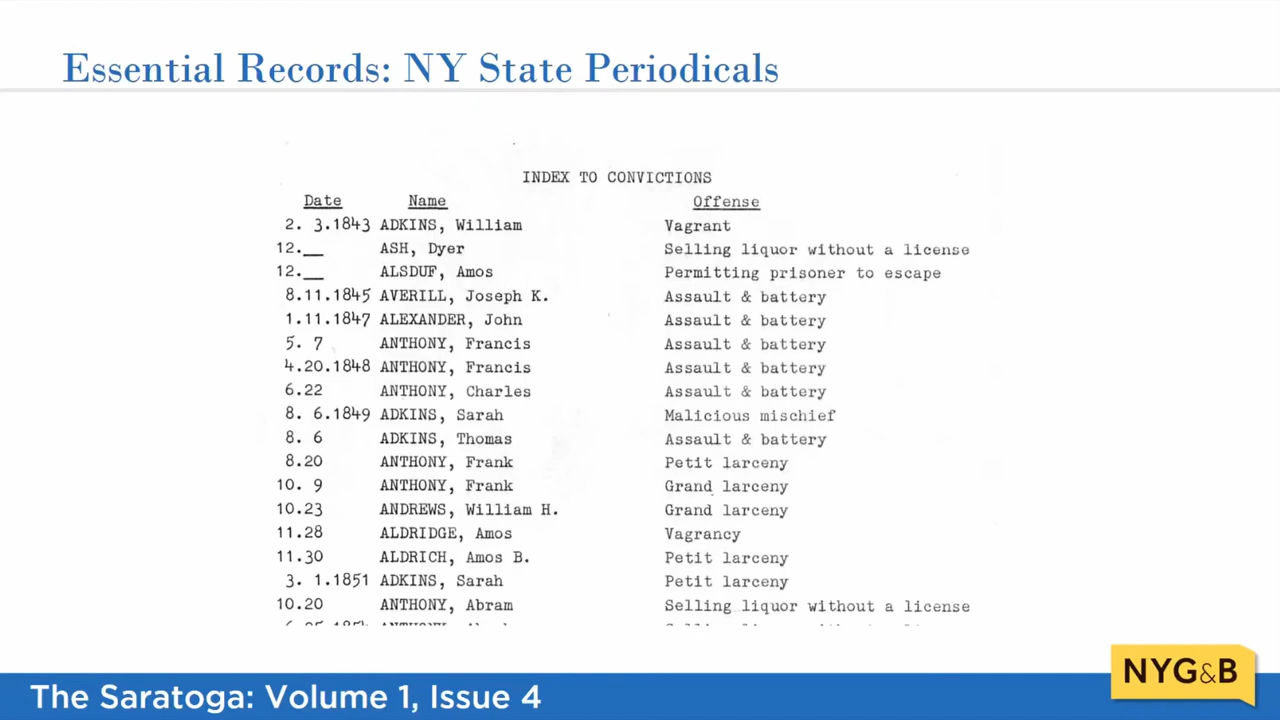 Essential Records: NY State Periodicals
INDEX TO CONVICTIONS
Date Name Offense
2. 3.1843 ADKINS, William Vagrant
12.__ ASH, Dyer Selling liquor without a license
12.__ ALSDUF, Amos Permitting prisoner to escape
8.11.1845 AVERILL, Joseph K. Assault & battery
1.11.1847 ALEXANDER, John Assault & battery
5. 7 ANTHONY, Francis Assault & battery
4.20.1848 ANTHONY, Francis Assault & battery
6.22 ANTHONY, Charles Assault & battery
8. 6.1849 ADKINS, Sarah Malicious mischief
8. 6 ADKINS, Thomas Assault & battery
8.20 ANTHONY, Frank Petit larceny
10. 9 ANTHONY, Frank Grand larceny
10.23 ANDREWS, William H. Grand larceny
11.28 ALDRIDGE, Amos Vagrancy
11.30 ALDRICH, Amos B. Petit larceny
3. 1.1851 ADKINS, Sarah Petit larceny
10.20 ANTHONY, Abram Selling liquor without a license
NYG&B
The Saratoga: Volume 1, Issue 4